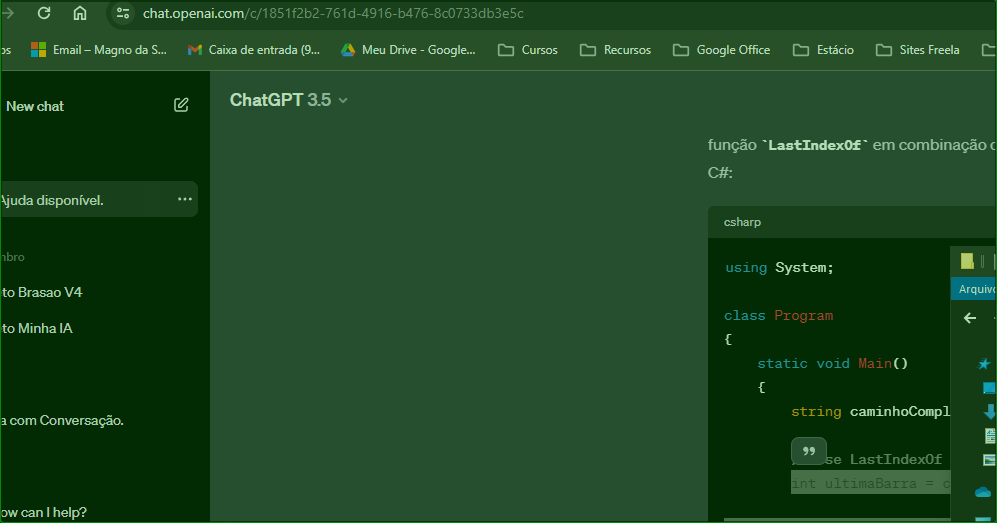 chat.openai.com/c/1851f2b2-761d-4916-b476-8c0733db3e5c
os Email – Magno da S... Caixa de entrada (9... Meu Drive - Google... Cursos Recursos Google Office Estácio Sites Freela
New chat
ChatGPT 3.5
função `LastIndexOf` em combinação c
C#:
Ajuda disponível.
csharp
mbro
to Brasao V4
to Minha IA
a com Conversação.
ow can I help?
using System;
class Program
{
static void Main()
{
string caminhoCompl
se LastIndexOf
int ultimaBarra = c
Arquivo